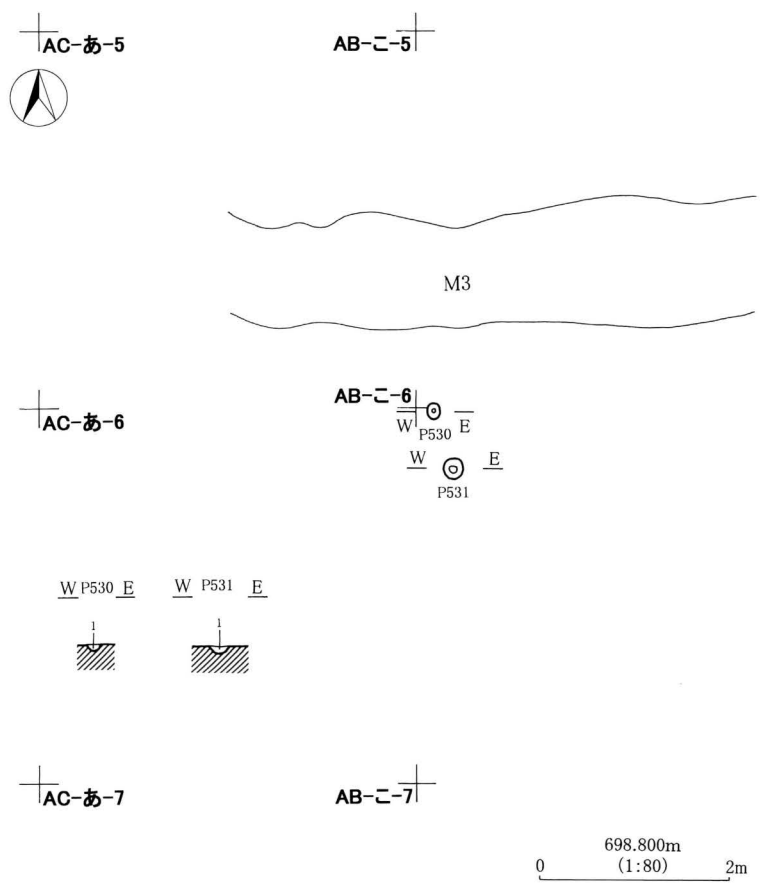 AC-あ-5
AB-こ-5
M3
AC-あ-6
AB-こ-6
W P530 E
W E
P531
W P530 E
W P531 E
1
1
AC-あ-7
AB-こ-7
698.800m
0 (1:80) 2m